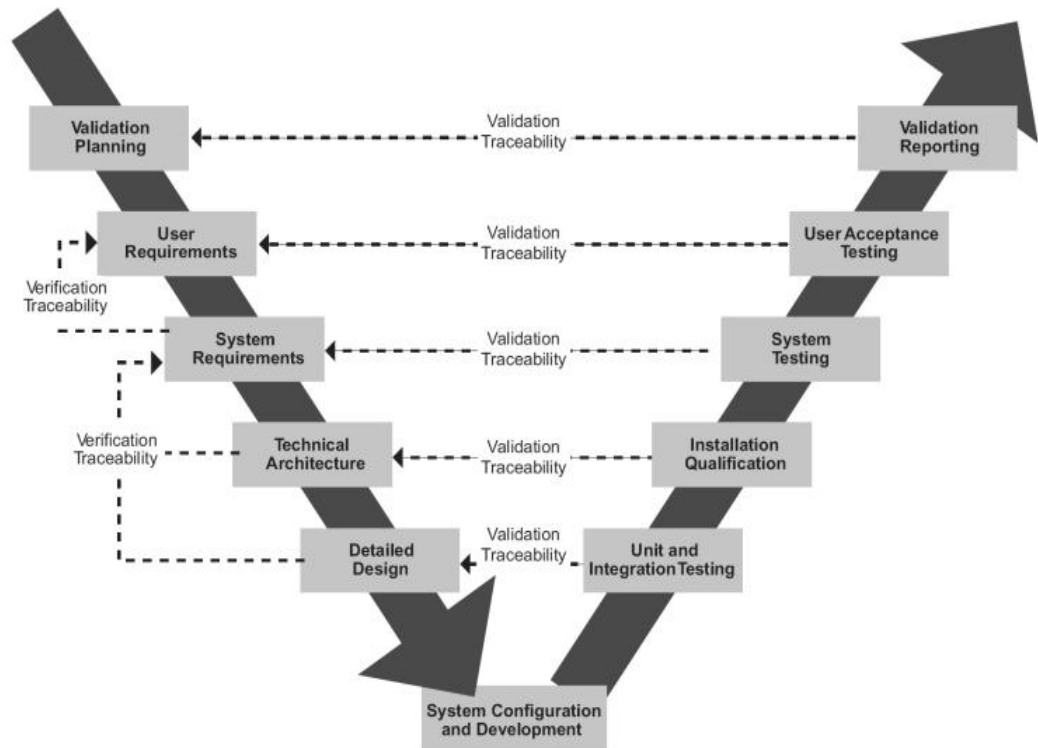 Validation
Planning
Validation
Traceability
Validation
Reporting
User
Requirements
Validation
Traceability
User Acceptance
Testing
Verification
Traceability
System
Requirements
Validation
Traceability
System
Testing
Verification
Traceability
Technical
Architecture
Validation
Traceability
Installation
Qualification
Detailed
Design
Validation
Traceability
Unit and
Integration Testing
System Configuration
and Development